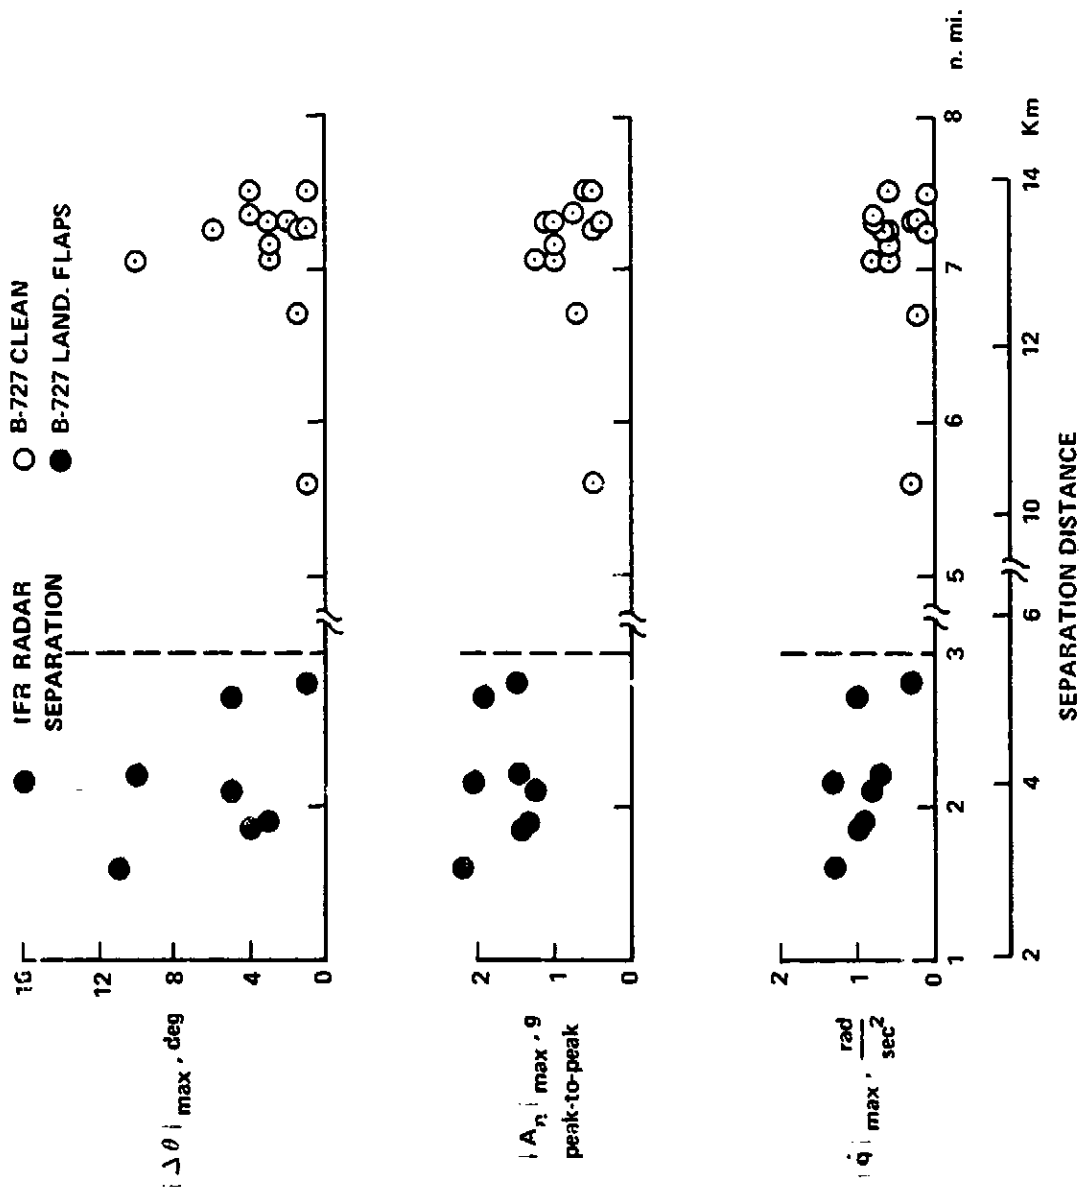 ○ B-727 CLEAN
● B-727 LAND. FLAPS
IFR RADAR
SEPARATION
16
12
8
4
0
| Δ θ | max , deg
2
1
0
| A n | max , g
peak-to-peak
2
1
0
| q̇ | max , rad
sec²
1 2 3 5 6 7 8 n. mi.
2 4 6 10 12 14 Km
SEPARATION DISTANCE